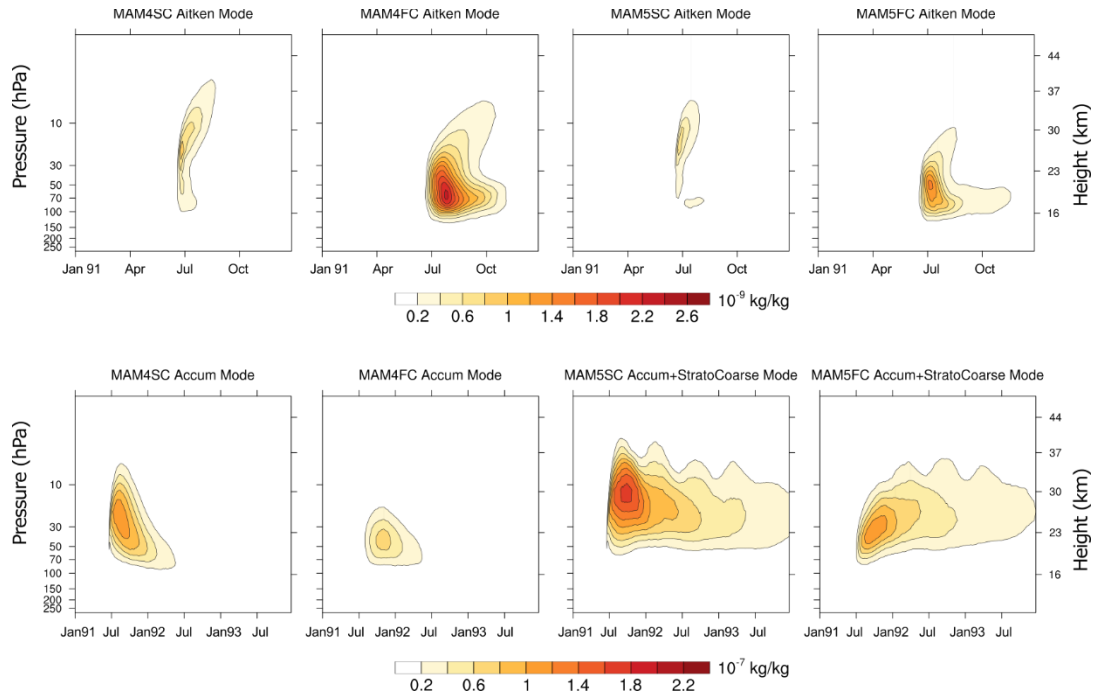 MAM4SC Aitken Mode MAM4FC Aitken Mode MAM5SC Aitken Mode MAM5FC Aitken Mode
Pressure (hPa)
10
30
50
70
100
150
200
250
44
37
30
23
16
Height (km)
Jan 91 Apr Jul Oct Jan 91 Apr Jul Oct Jan 91 Apr Jul Oct Jan 91 Apr Jul Oct
0.2 0.6 1 1.4 1.8 2.2 2.6 10⁻⁹ kg/kg
MAM4SC Accum Mode MAM4FC Accum Mode MAM5SC Accum+StratoCoarse Mode MAM5FC Accum+StratoCoarse Mode
Pressure (hPa)
10
30
50
70
100
150
200
250
44
37
30
23
16
Height (km)
Jan91 Jul Jan92 Jan93 Jul Jan91 Jul Jan92 Jan93 Jul Jan91 Jul Jan92 Jul Jan93 Jul Jan91 Jul Jan92 Jul Jan93 Jul
0.2 0.6 1 1.4 1.8 2.2 10⁻⁷ kg/kg